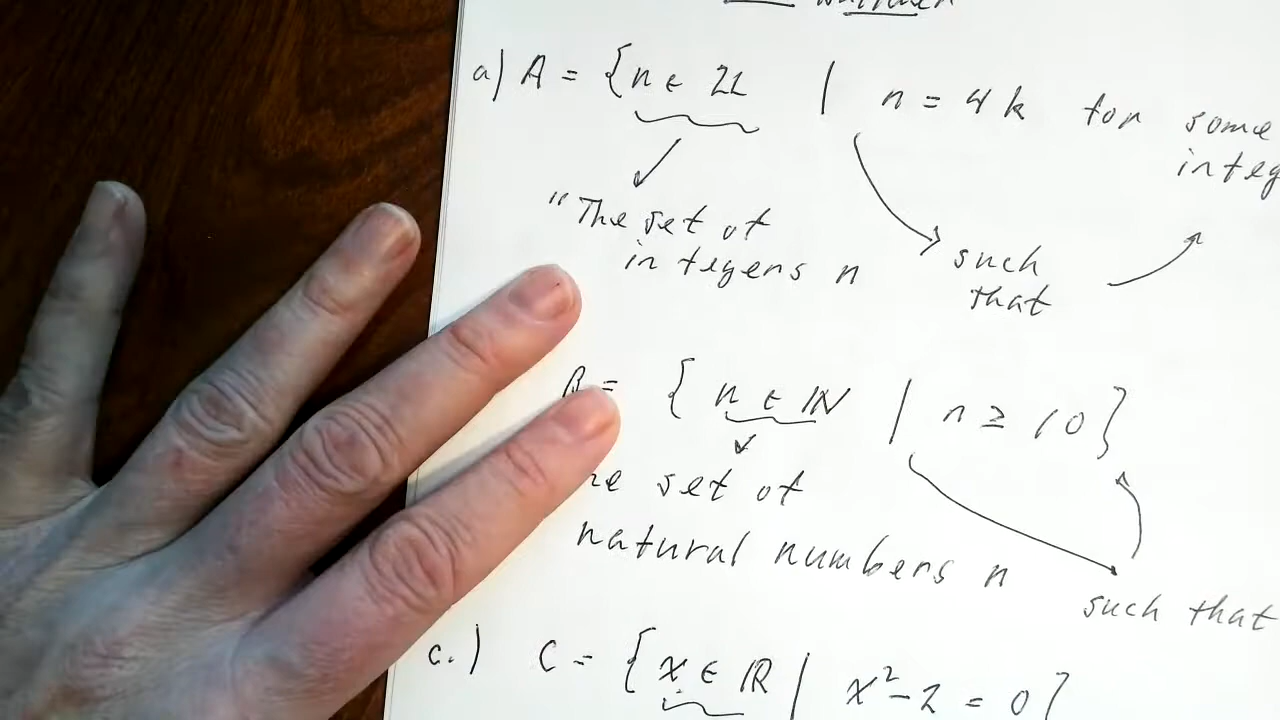 a) A = {n ∈ ℤ | n = 4k for some
integ
"The set of
integers n
such
that
B = {n ∈ ℕ | n ≥ 10}
he set of
natural numbers n
such that
c.) C = {x ∈ ℝ | x² - 2 = 0}